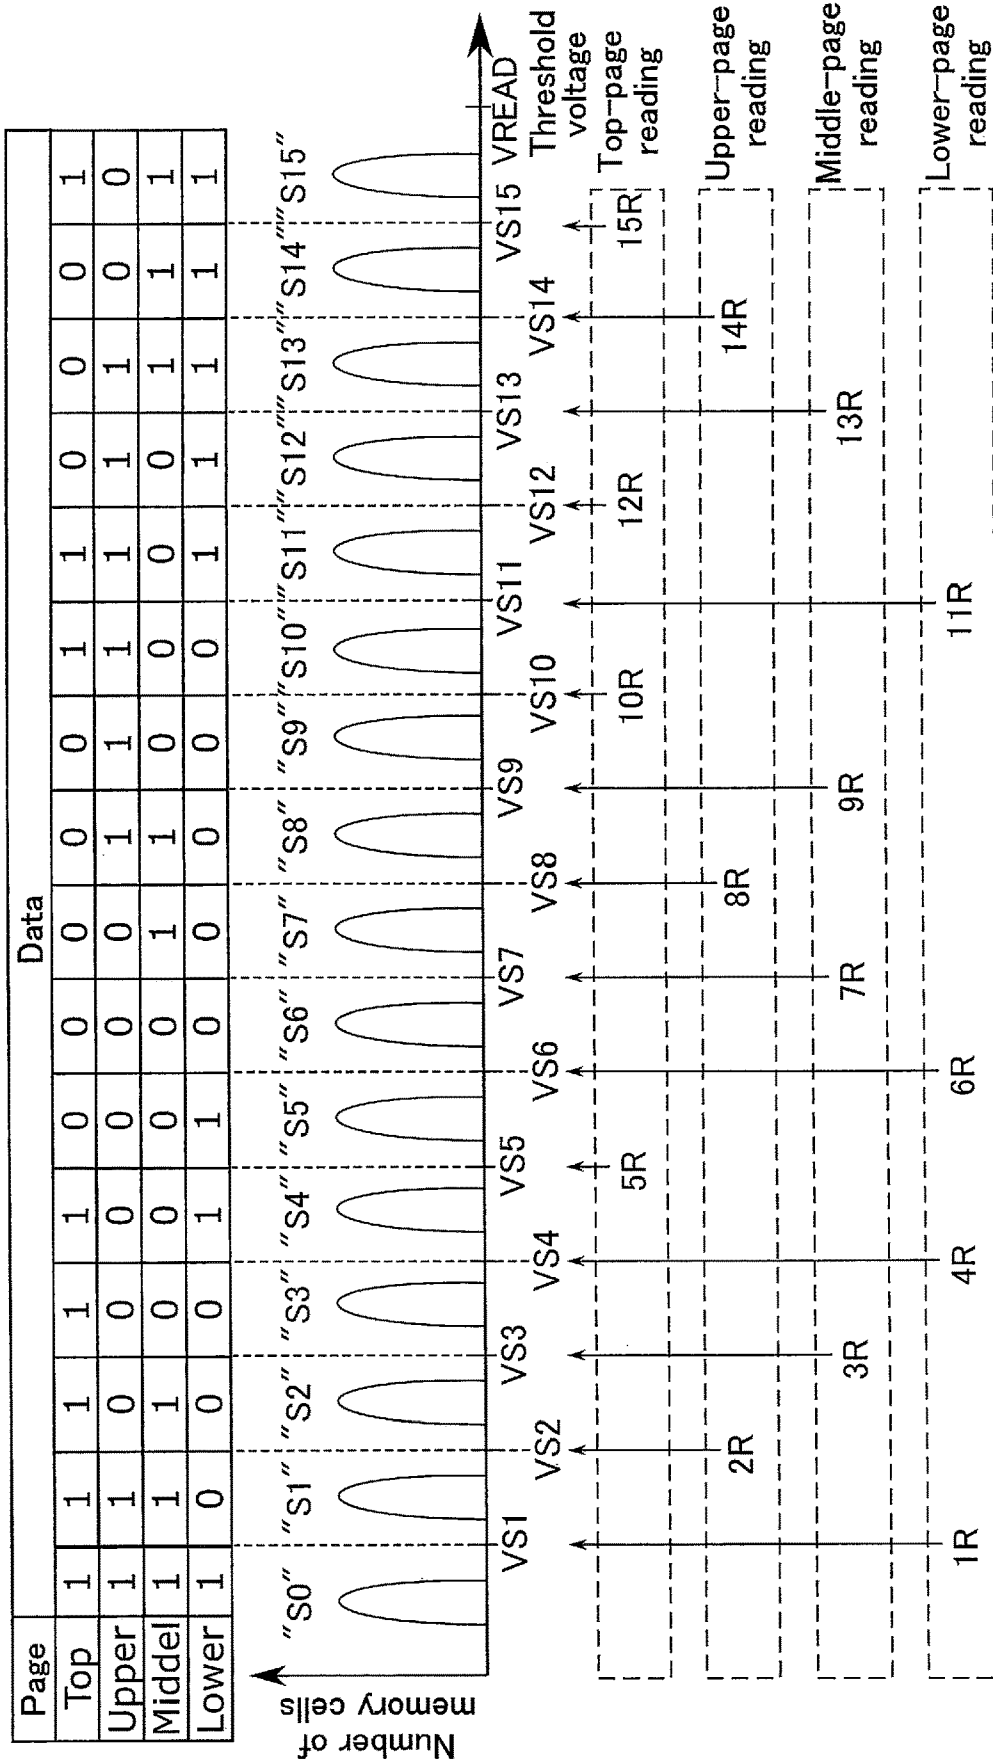 Page Data
Top 1 1 1 1 1 0 0 0 0 0 1 1 0 0 0 1
Upper 1 1 0 0 0 0 0 0 1 1 1 1 1 1 0 0
Middel 1 1 1 0 0 0 0 1 1 0 0 0 0 1 1 1
Lower 1 0 0 0 1 1 0 0 0 0 0 1 1 1 1 1
"S0" "S1" "S2" "S3" "S4" "S5" "S6" "S7" "S8" "S9" "S10" "S11" "S12" "S13" "S14" "S15"
Number of
memory cells
VS1 VS3 VS5 VS7 VS9 VS11 VS13 VS15 VREAD
VS2 VS4 VS6 VS8 VS10 VS12 VS14
Threshold
voltage
5R 10R 12R 15R
Top-page
reading
2R 8R 14R
Upper-page
reading
3R 7R 9R 13R
Middle-page
reading
1R 4R 6R 11R
Lower-page
reading